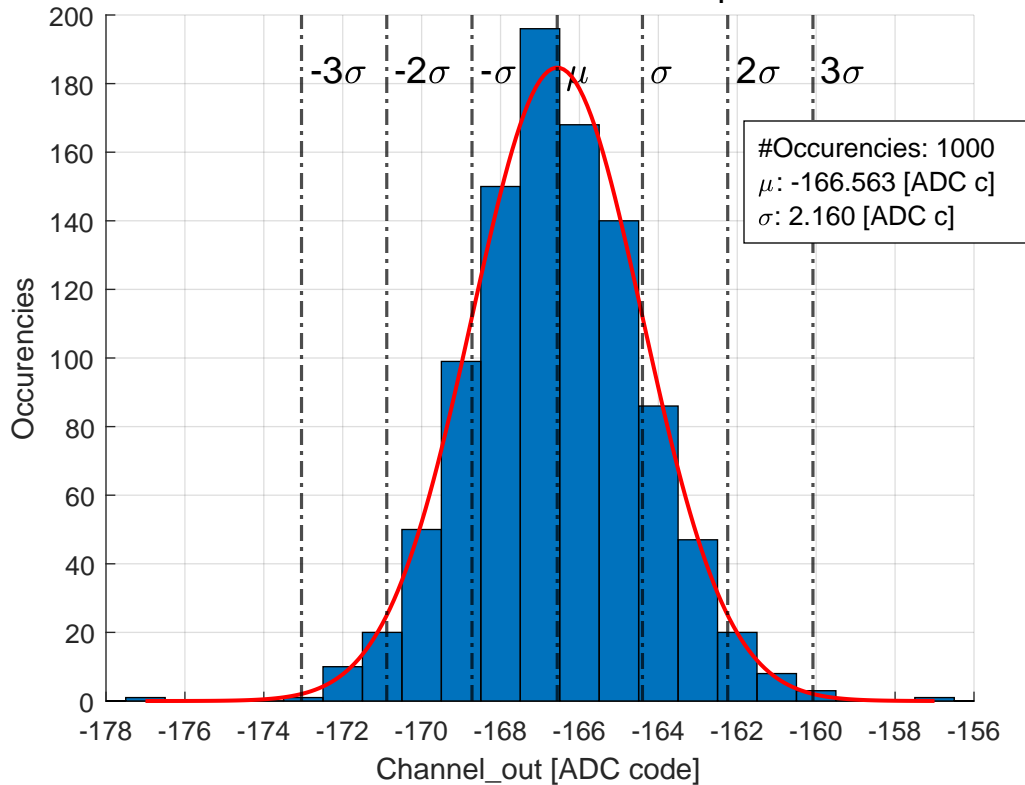 200
180
160
140
120
100
80
60
40
20
0
Occurencies
-3σ -2σ -σ μ σ 2σ 3σ
#Occurencies: 1000
μ: -166.563 [ADC c]
σ: 2.160 [ADC c]
-178 -176 -174 -172 -170 -168 -166 -164 -162 -160 -158 -156
Channel_out [ADC code]